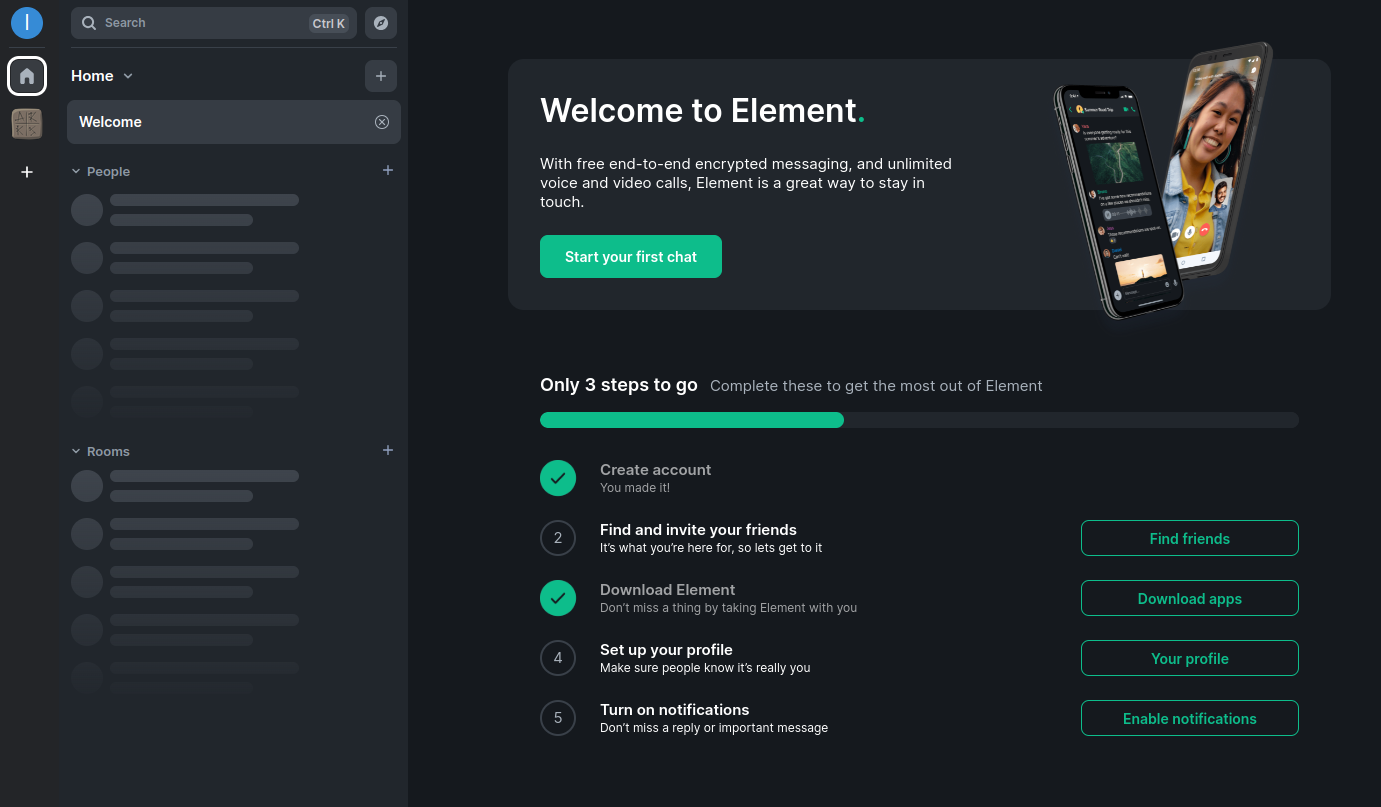 I
Search
Ctrl K
Home
Welcome
People
Rooms
Welcome to Element.
With free end-to-end encrypted messaging, and unlimited
voice and video calls, Element is a great way to stay in
touch.
Start your first chat
Only 3 steps to go Complete these to get the most out of Element
Create account
You made it!
2
Find and invite your friends
It’s what you’re here for, so lets get to it
Find friends
Download Element
Don’t miss a thing by taking Element with you
Download apps
4
Set up your profile
Make sure people know it’s really you
Your profile
5
Turn on notifications
Don’t miss a reply or important message
Enable notifications